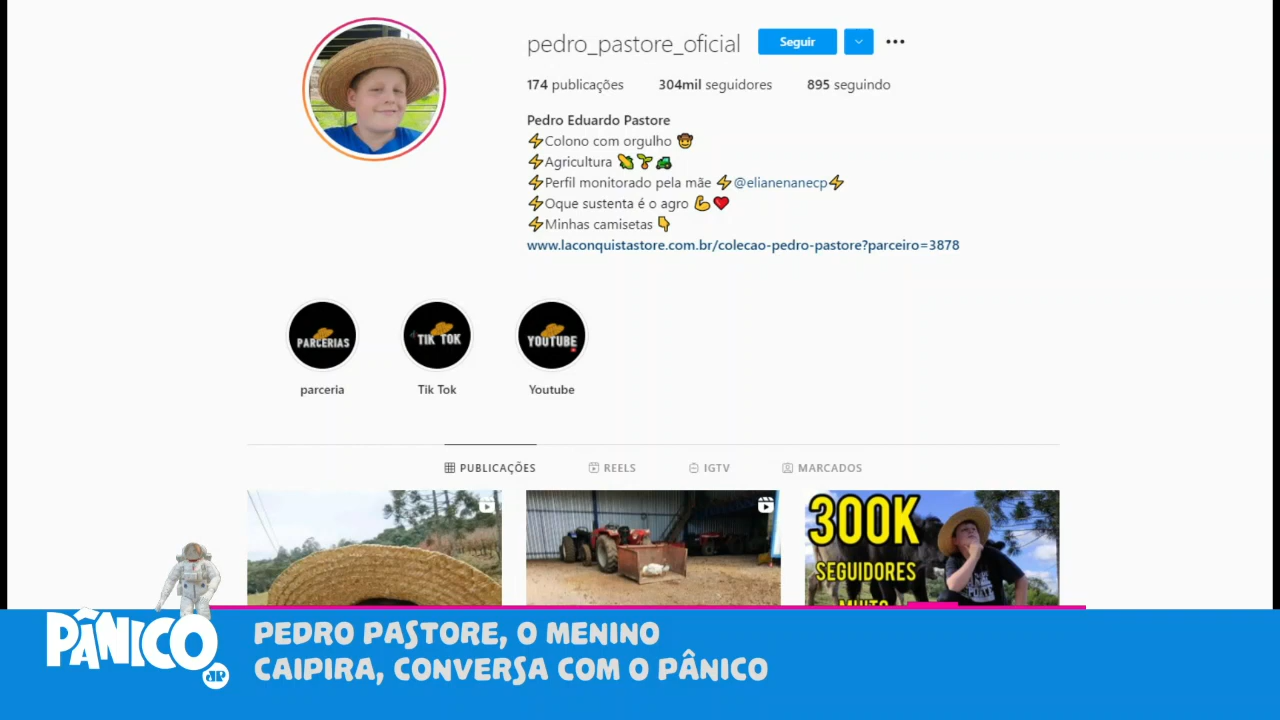 pedro_pastore_oficial Seguir
174 publicações 304mil seguidores 895 seguindo
Pedro Eduardo Pastore
⚡Colono com orgulho 🤠
⚡Agricultura 🌽🌱🚜
⚡Perfil monitorado pela mãe ⚡@elianenanecp⚡
⚡Oque sustenta é o agro 💪❤️
⚡Minhas camisetas 👇
www.laconquistastore.com.br/colecao-pedro-pastore?parceiro=3878
PARCERIAS TIK TOK YOUTUBE
parceria Tik Tok Youtube
PUBLICAÇÕES REELS IGTV MARCADOS
300K
SEGUIDORES
MUITO
PÂNICO JP
PEDRO PASTORE, O MENINO
CAIPIRA, CONVERSA COM O PÂNICO